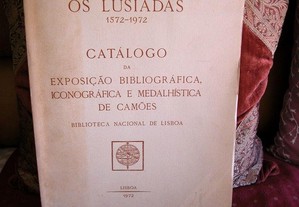 OS LUSÍADAS
1572-1972
CATÁLOGO
DA
EXPOSIÇÃO BIBLIOGRÁFICA,
ICONOGRÁFICA E MEDALHÍSTICA
DE CAMÕES
BIBLIOTECA NACIONAL DE LISBOA
LISBOA
1972